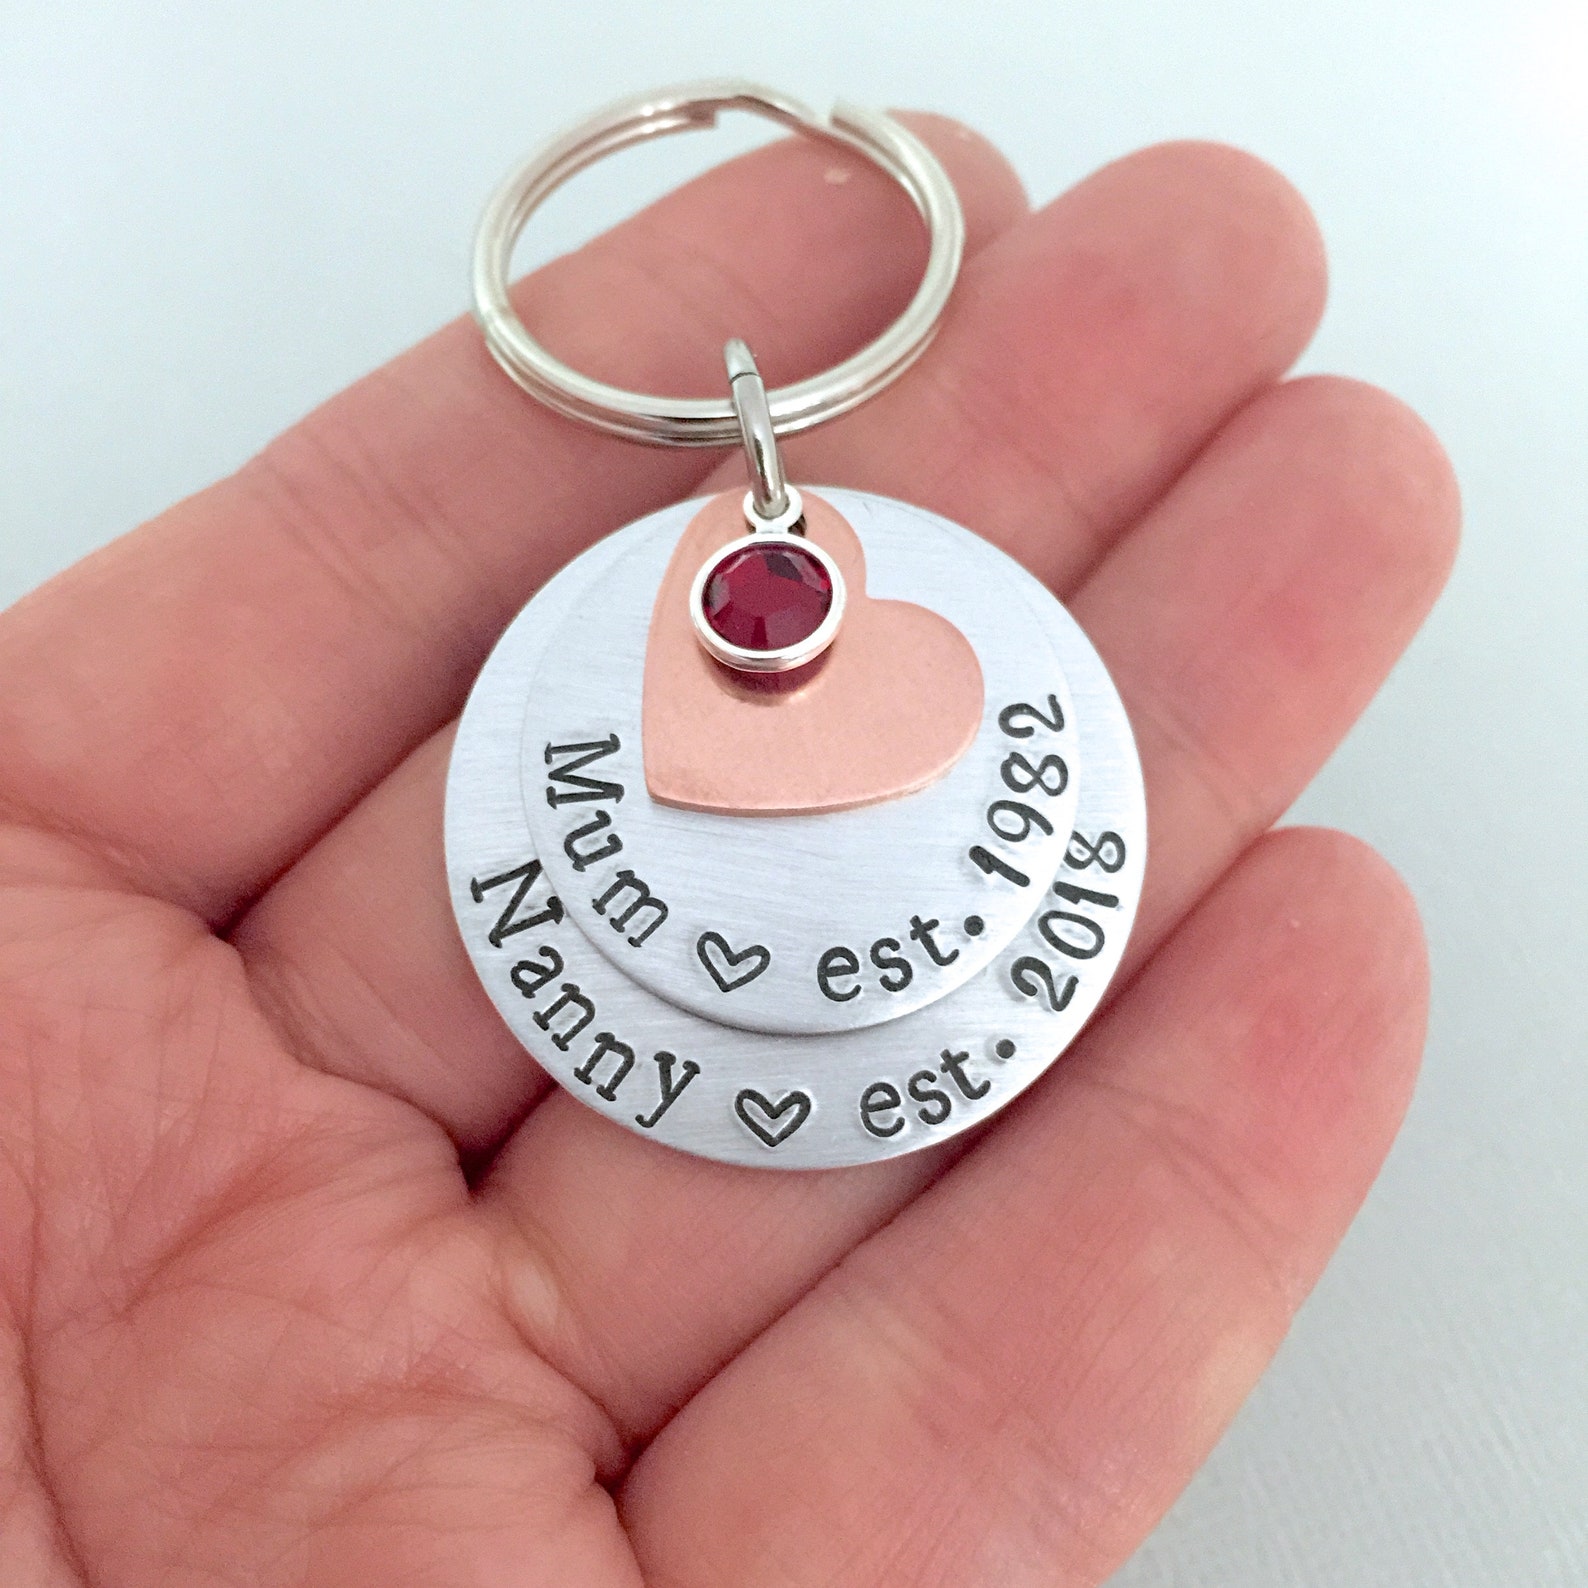 Mum ♡ est. 1982
Nanny ♡ est. 2018